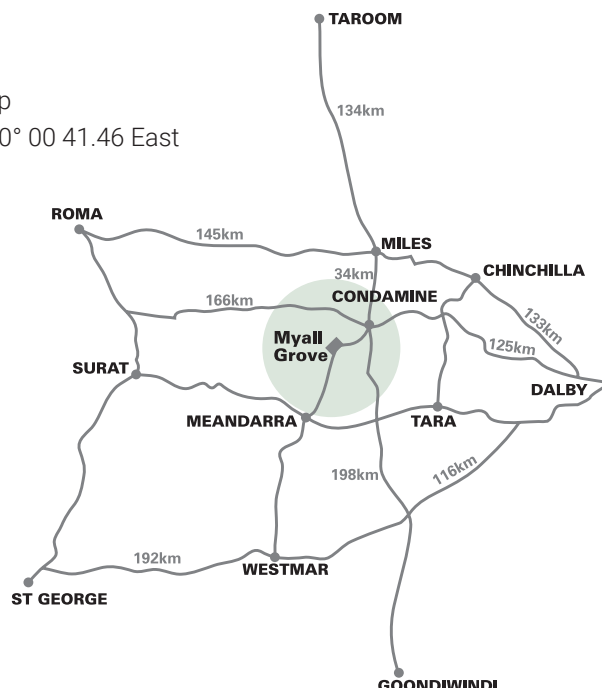 TAROOM
p
0° 00 41.46 East
134km
ROMA
145km
MILES
CHINCHILLA
34km
CONDAMINE
166km
133km
Myall
Grove
125km
SURAT
DALBY
MEANDARRA
TARA
198km
116km
192km
WESTMAR
ST GEORGE
GOONDIWINDI